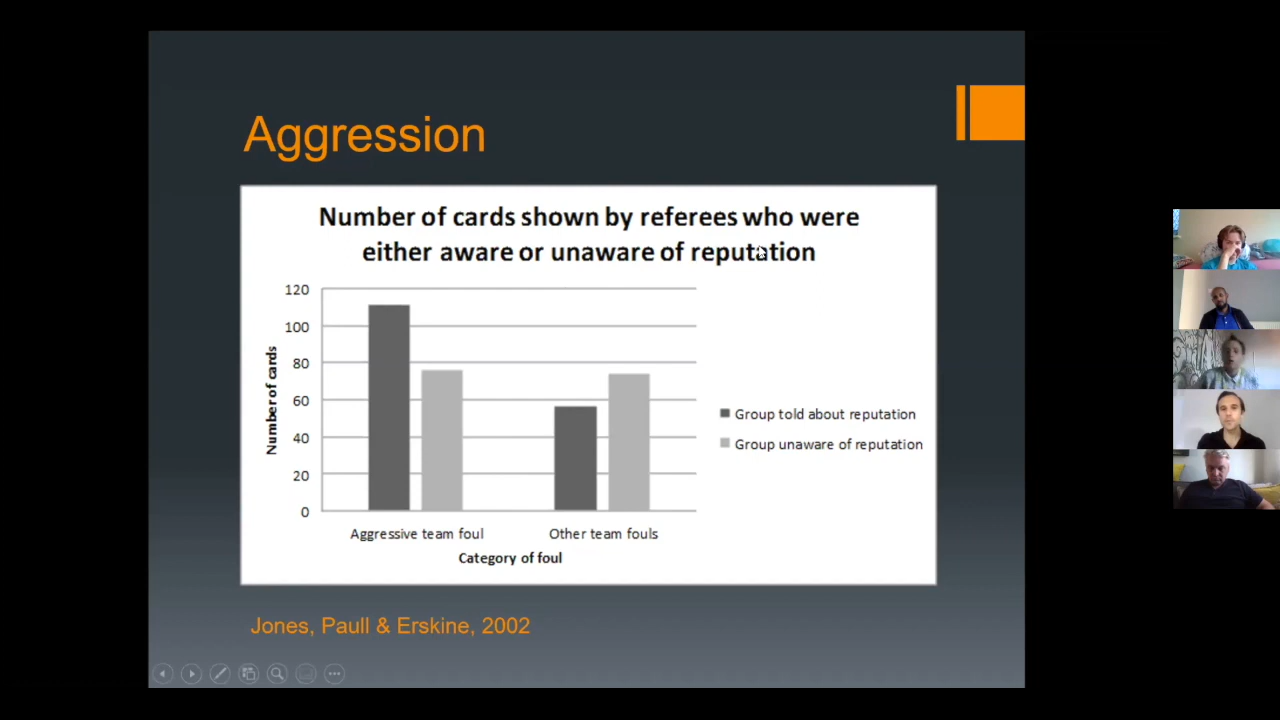 Aggression
Number of cards shown by referees who were
either aware or unaware of reputation
120
100
80
60
40
20
0
Number of cards
Aggressive team foul
Other team fouls
Category of foul
Group told about reputation
Group unaware of reputation
Jones, Paull & Erskine, 2002